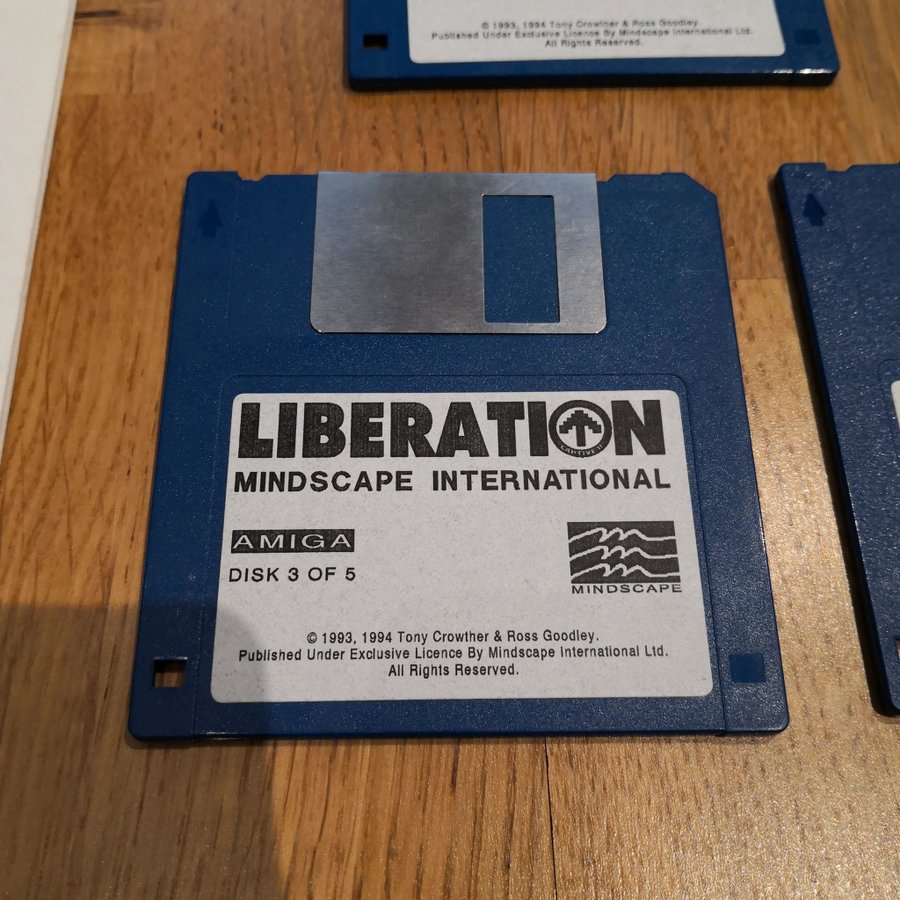 © 1993, 1994 Tony Crowther & Ross Goodley.
Published Under Exclusive Licence By Mindscape International Ltd.
All Rights Reserved.
LIBERATION
CAPTIVE II
MINDSCAPE INTERNATIONAL
AMIGA
DISK 3 OF 5
MINDSCAPE
© 1993, 1994 Tony Crowther & Ross Goodley.
Published Under Exclusive Licence By Mindscape International Ltd.
All Rights Reserved.